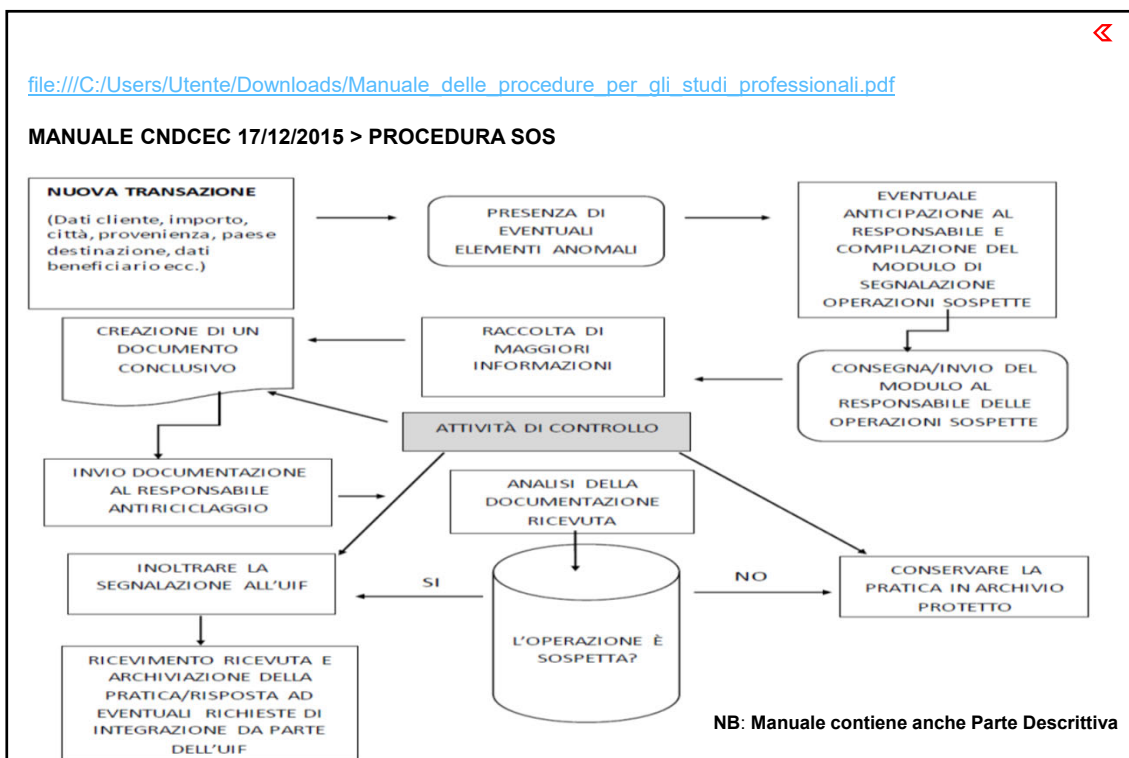 file:///C:/Users/Utente/Downloads/Manuale_delle_procedure_per_gli_studi_professionali.pdf
MANUALE CNDCEC 17/12/2015 > PROCEDURA SOS
NUOVA TRANSAZIONE
(Dati cliente, importo,
città, provenienza, paese
destinazione, dati
beneficiario ecc.)
PRESENZA DI
EVENTUALI
ELEMENTI ANOMALI
EVENTUALE
ANTICIPAZIONE AL
RESPONSABILE E
COMPILAZIONE DEL
MODULO DI
SEGNALAZIONE
OPERAZIONI SOSPETTE
CONSEGNA/INVIO DEL
MODULO AL
RESPONSABILE DELLE
OPERAZIONI SOSPETTE
RACCOLTA DI
MAGGIORI
INFORMAZIONI
CREAZIONE DI UN
DOCUMENTO
CONCLUSIVO
ATTIVITÀ DI CONTROLLO
INVIO DOCUMENTAZIONE
AL RESPONSABILE
ANTIRICICLAGGIO
ANALISI DELLA
DOCUMENTAZIONE
RICEVUTA
L'OPERAZIONE È
SOSPETTA?
SI
NO
INOLTRARE LA
SEGNALAZIONE ALL'UIF
CONSERVARE LA
PRATICA IN ARCHIVIO
PROTETTO
RICEVIMENTO RICEVUTA E
ARCHIVIAZIONE DELLA
PRATICA/RISPOSTA AD
EVENTUALI RICHIESTE DI
INTEGRAZIONE DA PARTE
DELL'UIF
NB: Manuale contiene anche Parte Descrittiva